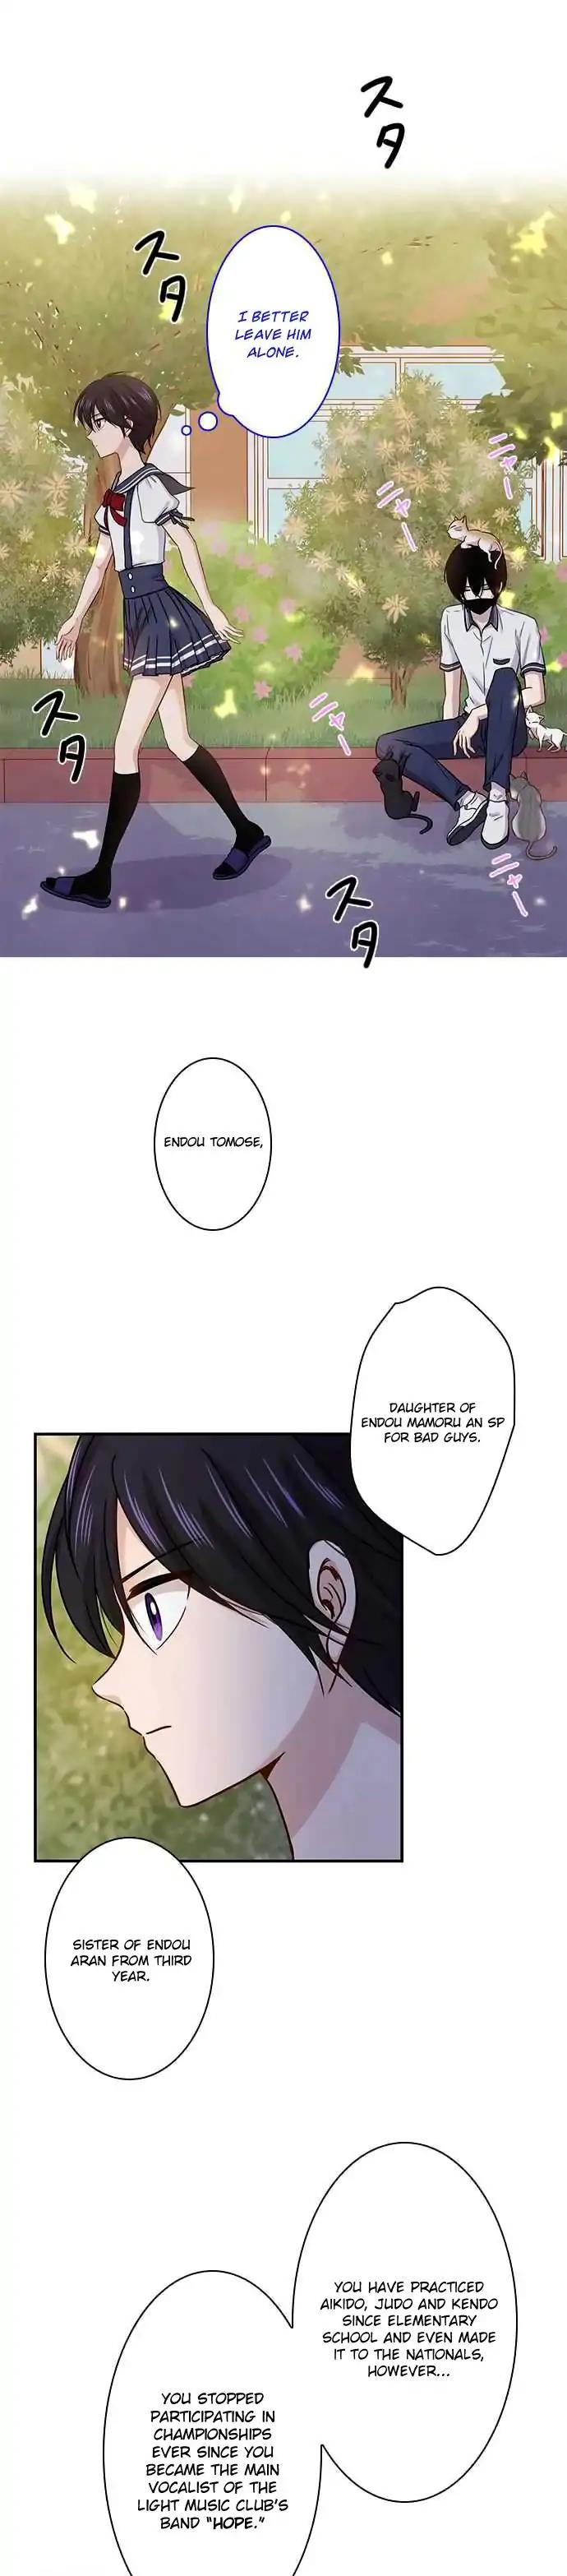 スタ
スタ
I BETTER
LEAVE HIM
ALONE.
ニャー
ニャー
ニャー
スタ
スタ
ニャー
ENDOU TOMOSE,
DAUGHTER OF
ENDOU MAMORU AN SP
FOR BAD GUYS.
SISTER OF ENDOU
ARAN FROM THIRD
YEAR.
YOU HAVE PRACTICED
AIKIDO, JUDO AND KENDO
SINCE ELEMENTARY
SCHOOL AND EVEN MADE
IT TO THE NATIONALS,
HOWEVER...
YOU STOPPED
PARTICIPATING IN
CHAMPIONSHIPS
EVER SINCE YOU
BECAME THE MAIN
VOCALIST OF THE
LIGHT MUSIC CLUB'S
BAND "HOPE."